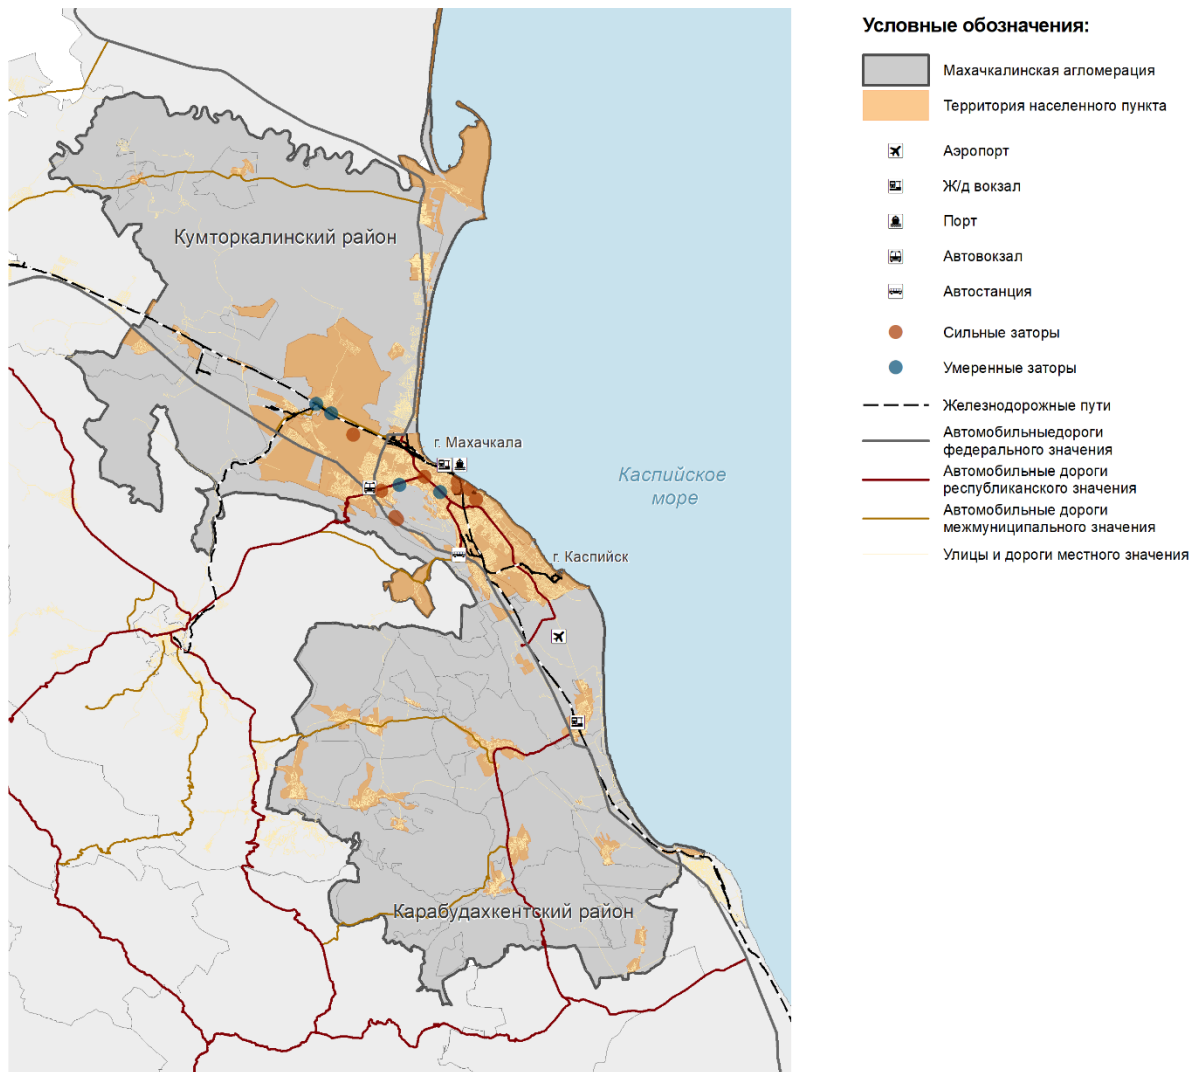 Условные обозначения:
Махачкалинская агломерация
Территория населенного пункта
Аэропорт
Ж/д вокзал
Порт
Автовокзал
Автостанция
Сильные заторы
Умеренные заторы
Железнодорожные пути
Автомобильныедороги
федерального значения
Автомобильные дороги
республиканского значения
Автомобильные дороги
межмуниципального значения
Улицы и дороги местного значения
Кумторкалинский район
г. Махачкала
Каспийское
море
г. Каспийск
Карабудахкентский район